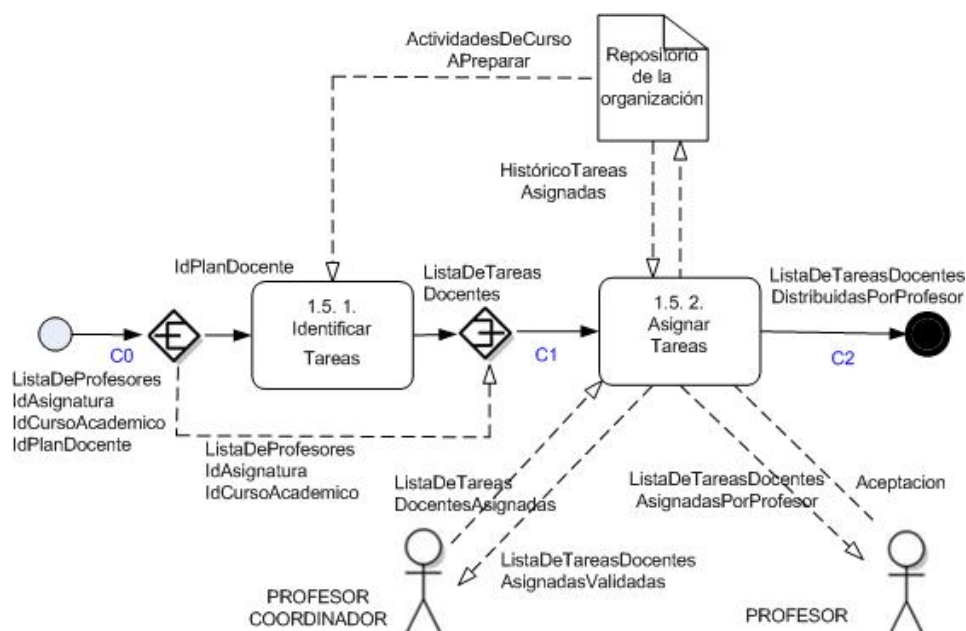 ActividadesDeCurso
APreparar
Repositorio
de la
organización
HistóricoTareas
Asignadas
IdPlanDocente
ListaDeTareas
Docentes
1.5. 1.
Identificar
Tareas
1.5. 2.
Asignar
Tareas
ListaDeTareasDocentes
DistribuidasPorProfesor
C0
C1
C2
ListaDeProfesores
IdAsignatura
IdCursoAcademico
IdPlanDocente
ListaDeProfesores
IdAsignatura
IdCursoAcademico
ListaDeTareas
DocentesAsignadas
ListaDeTareasDocentes
AsignadasPorProfesor
Aceptacion
ListaDeTareasDocentes
AsignadasValidadas
PROFESOR
COORDINADOR
PROFESOR